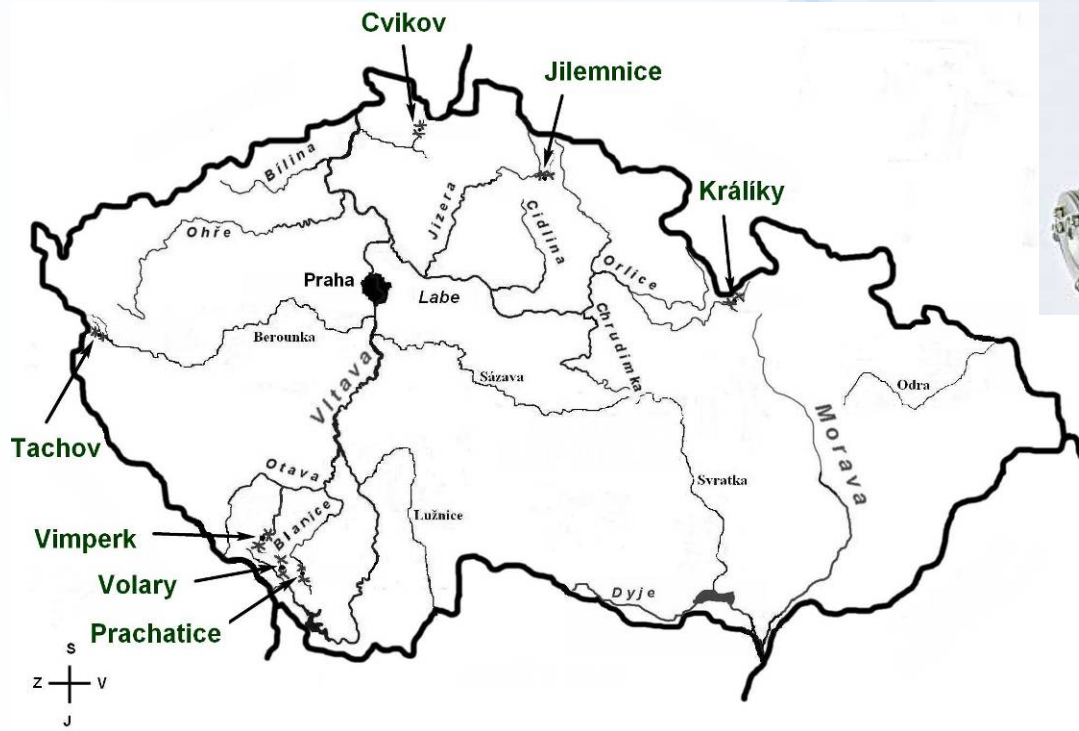 Cvikov
Jilemnice
Bílina
Králíky
Jizera
Cidlina
Ohře
Orlice
Praha
Labe
Chrudimka
Berounka
Vltava
Sázava
Odra
Morava
Tachov
Otava
Svratka
Lužnice
Blanice
Vimperk
Volary
Dyje
Prachatice
S
Z V
J